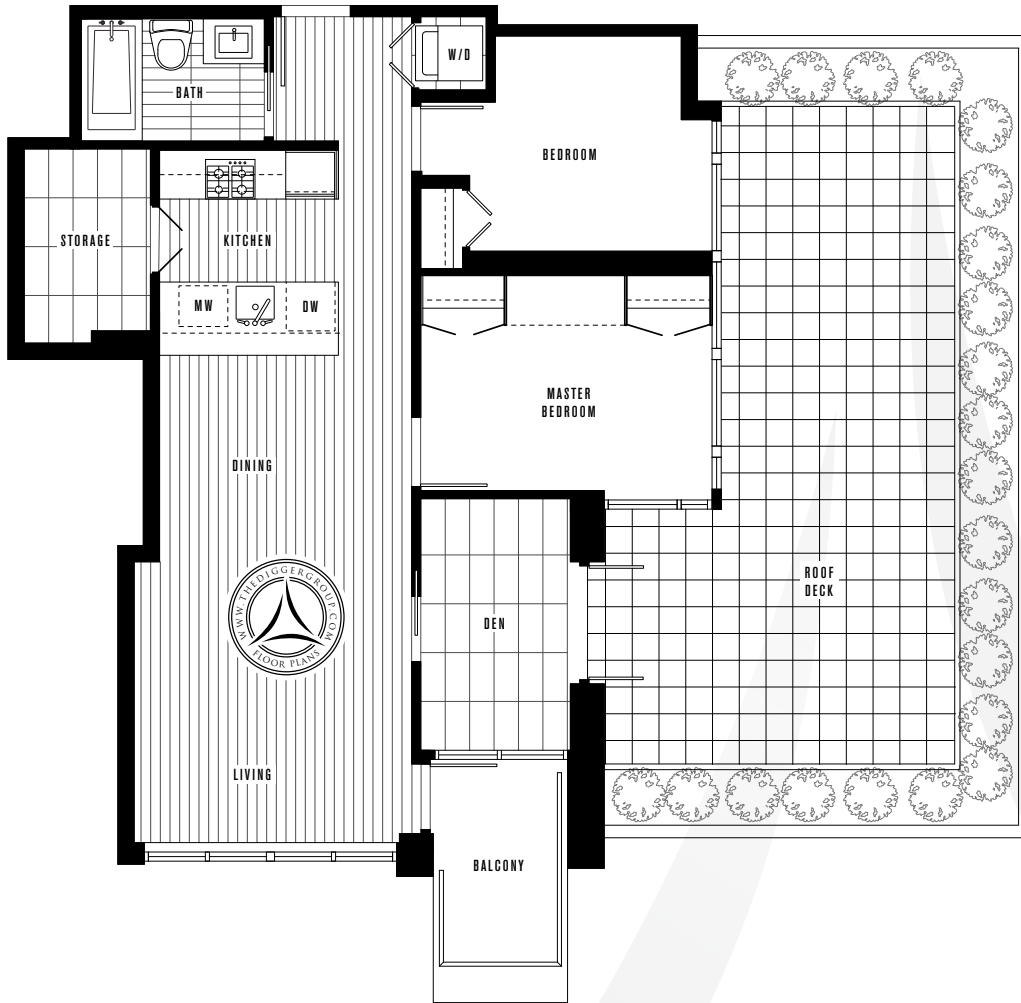 BATH
W/D
BEDROOM
STORAGE
KITCHEN
MW
DW
MASTER
BEDROOM
DINING
WWW.THEDIGGERGROUP.COM
FLOOR PLANS
DEN
ROOF
DECK
LIVING
BALCONY